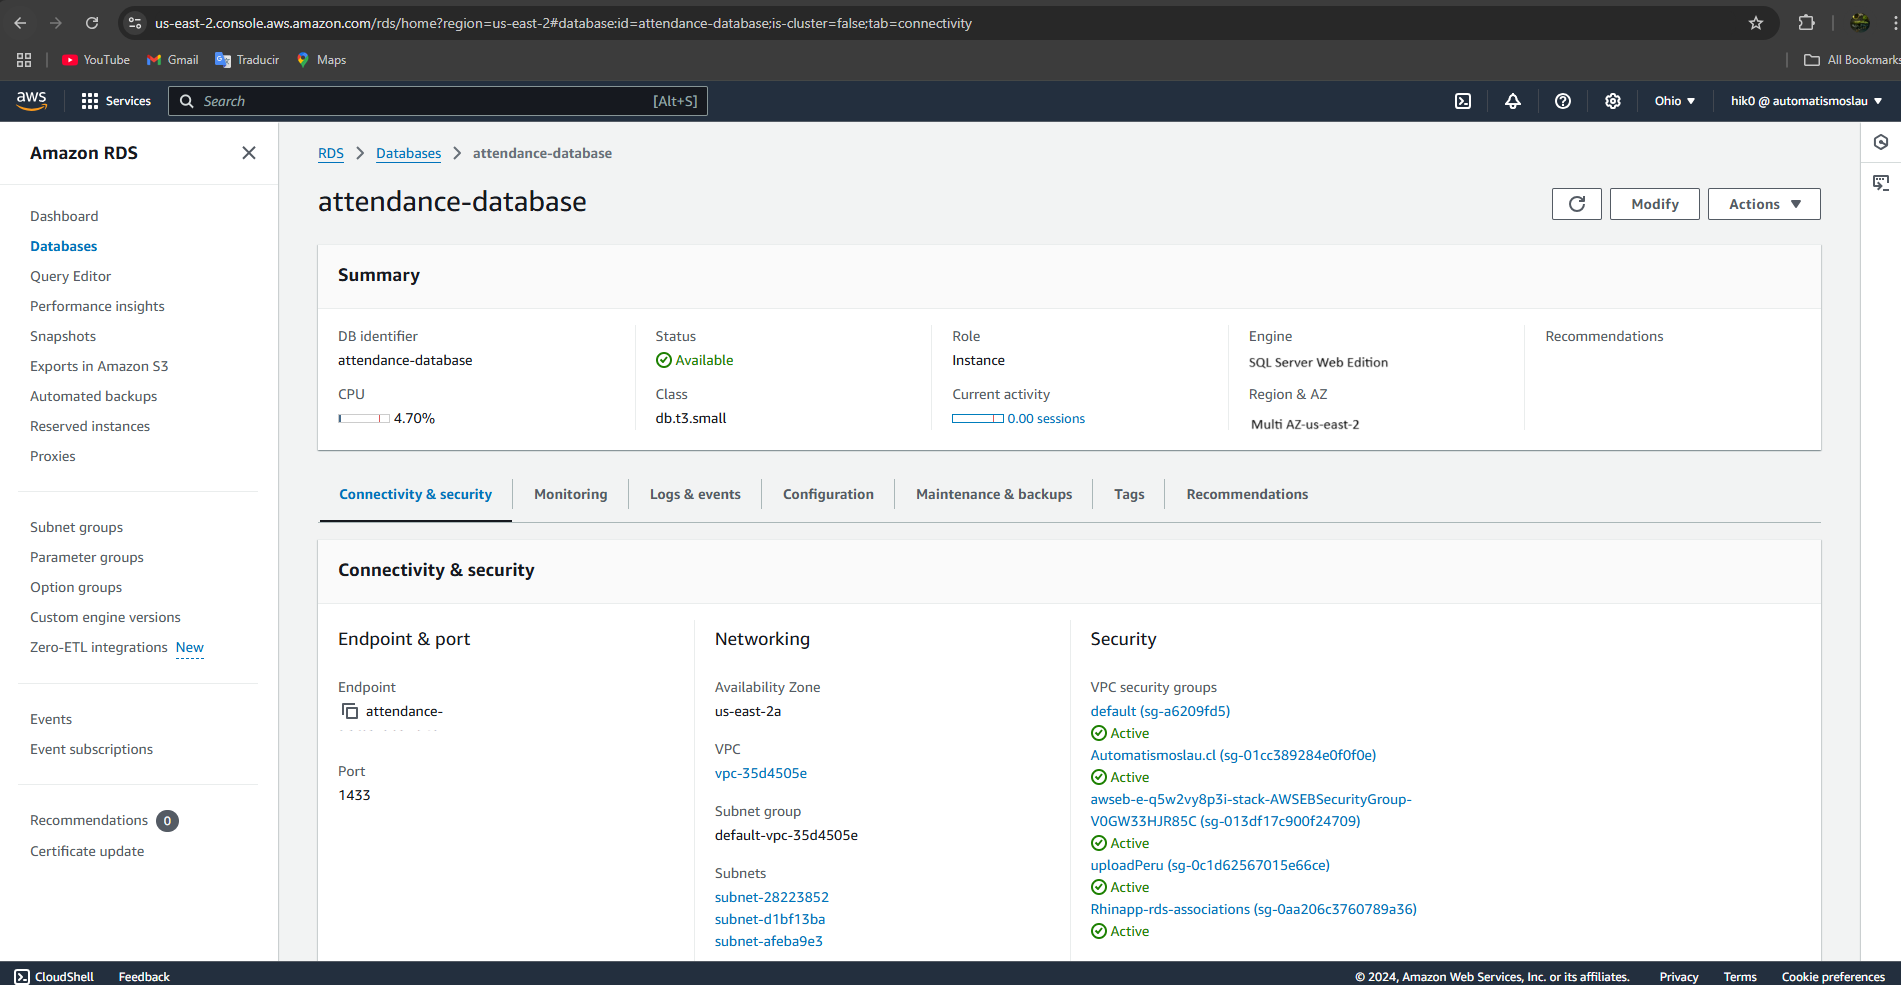 us-east-2.console.aws.amazon.com/rds/home?region=us-east-2#database:id=attendance-database;is-cluster=false;tab=connectivity
YouTube Gmail Traducir Maps All Bookmarks
aws Services Search [Alt+S] Ohio hik0 @ automatismoslau
Amazon RDS
Dashboard
Databases
Query Editor
Performance insights
Snapshots
Exports in Amazon S3
Automated backups
Reserved instances
Proxies
Subnet groups
Parameter groups
Option groups
Custom engine versions
Zero-ETL integrations New
Events
Event subscriptions
Recommendations 0
Certificate update
RDS Databases attendance-database
attendance-database
Modify Actions
Summary
DB identifier
attendance-database
CPU
4.70%
Status
Available
Class
db.t3.small
Role
Instance
Current activity
0.00 sessions
Engine
SQL Server Web Edition
Region & AZ
Multi AZ-us-east-2
Recommendations
Connectivity & security Monitoring Logs & events Configuration Maintenance & backups Tags Recommendations
Connectivity & security
Endpoint & port
Endpoint
attendance-
Port
1433
Networking
Availability Zone
us-east-2a
VPC
vpc-35d4505e
Subnet group
default-vpc-35d4505e
Subnets
subnet-28223852
subnet-d1bf13ba
subnet-afeba9e3
Security
VPC security groups
default (sg-a6209fd5)
Active
Automatismoslau.cl (sg-01cc389284e0f0f0e)
Active
awseb-e-q5w2vy8p3i-stack-AWSEBSecurityGroup-
V0GW33HJR85C (sg-013df17c900f24709)
Active
uploadPeru (sg-0c1d62567015e66ce)
Active
Rhinapp-rds-associations (sg-0aa206c3760789a36)
Active
CloudShell Feedback © 2024, Amazon Web Services, Inc. or its affiliates. Privacy Terms Cookie preferences